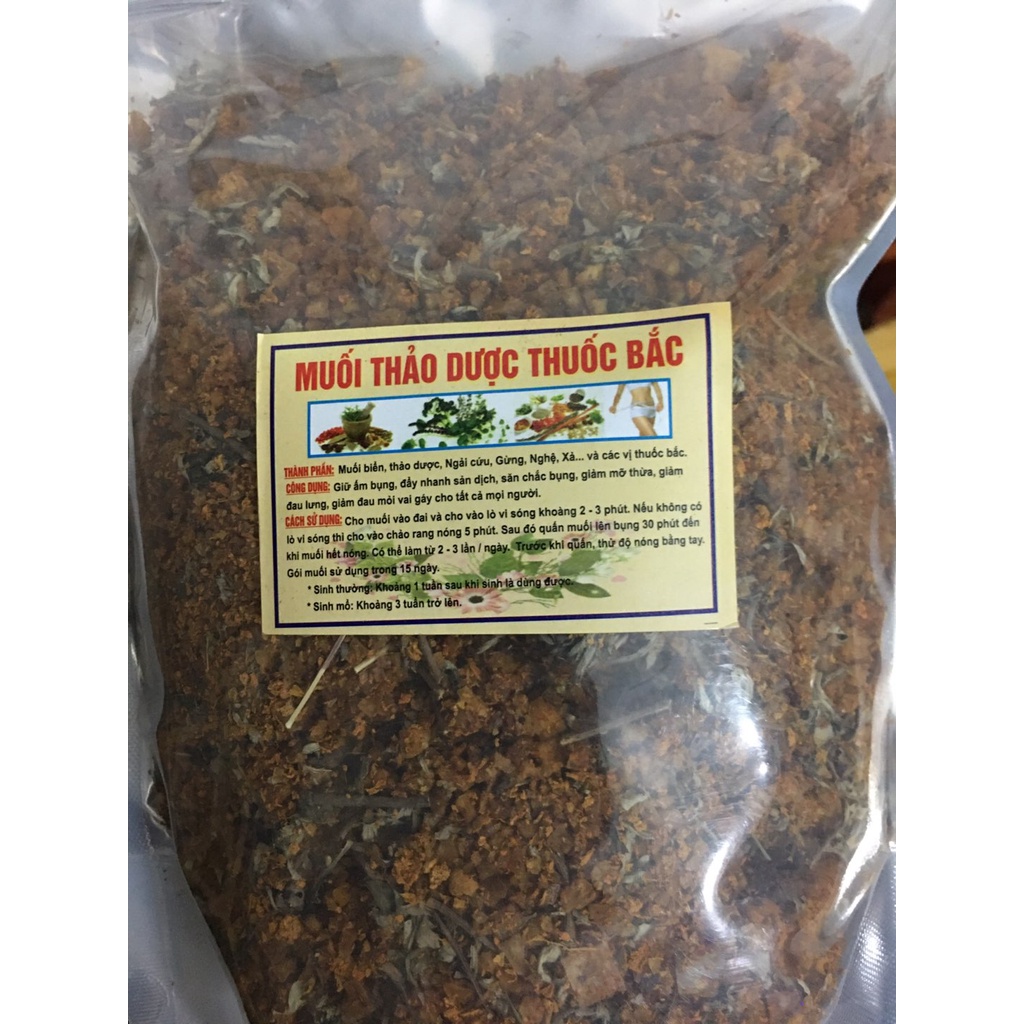 MUỐI THẢO DƯỢC THUỐC BẮC
THÀNH PHẦN: Muối biển, thảo dược, Ngải cứu, Gừng, Nghệ, Xả... và các vị thuốc bắc.
CÔNG DỤNG: Giữ ấm bụng, đẩy nhanh sản dịch, săn chắc bụng, giảm mỡ thừa, giảm
đau lưng, giảm đau mỏi vai gáy cho tất cả mọi người.
CÁCH SỬ DỤNG: Cho muối vào đai và cho vào lò vi sóng khoảng 2 - 3 phút. Nếu không có
lò vi sóng thì cho vào chảo rang nóng 5 phút. Sau đó quấn muối lên bụng 30 phút đến
khi muối hết nóng. Có thể làm từ 2 - 3 lần / ngày. Trước khi quấn, thử độ nóng bằng tay.
Gói muối sử dụng trong 15 ngày.
* Sinh thường: Khoảng 1 tuần sau khi sinh là dùng được.
* Sinh mổ: Khoảng 3 tuần trở lên.